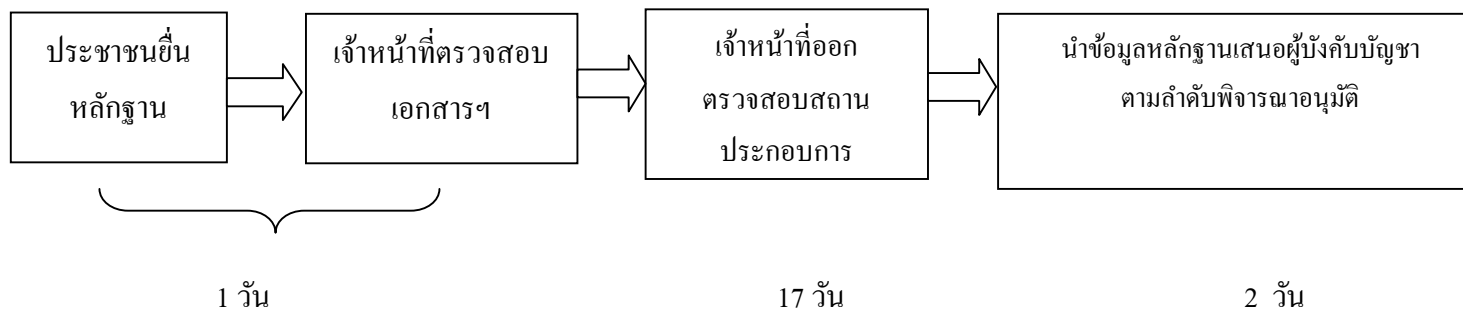 ประชาชนยื่น
หลักฐาน
เจ้าหน้าที่ตรวจสอบ
เอกสารฯ
เจ้าหน้าที่ออก
ตรวจสอบสถาน
ประกอบการ
นำข้อมูลหลักฐานเสนอผู้บังคับบัญชา
ตามลำดับพิจารณาอนุมัติ
1 วัน
17 วัน
2 วัน